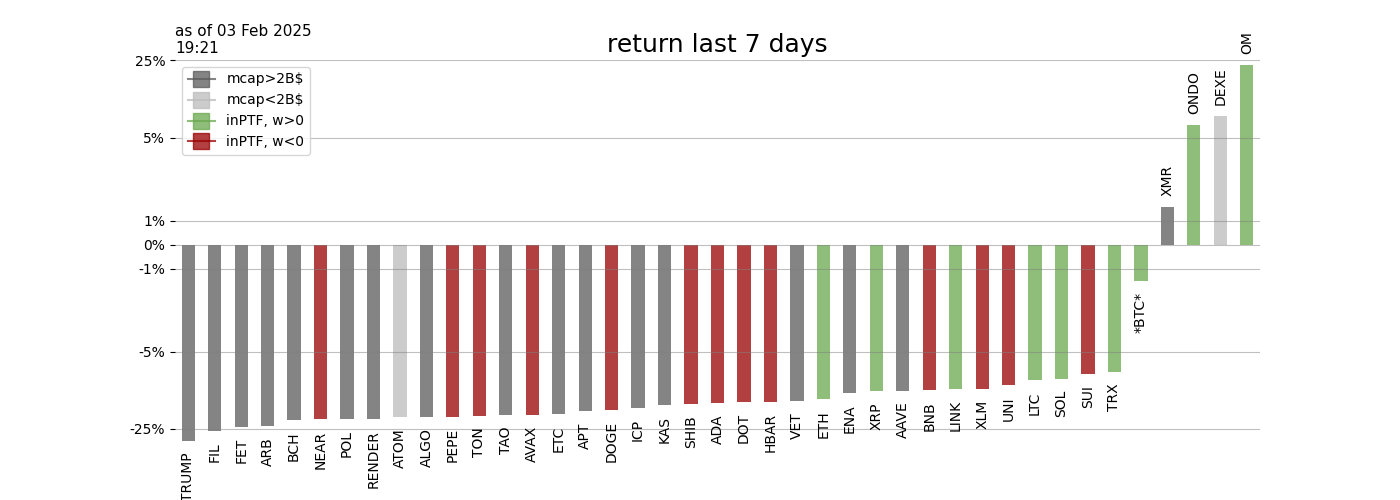 as of 03 Feb 2025
19:21
return last 7 days
25%
5%
1%
0%
-1%
-5%
-25%
mcap>2B$
mcap<2B$
inPTF, w>0
inPTF, w<0
TRUMP
FIL
FET
ARB
BCH
NEAR
POL
RENDER
ATOM
ALGO
PEPE
TON
TAO
AVAX
ETC
APT
DOGE
ICP
KAS
SHIB
ADA
DOT
HBAR
VET
ETH
ENA
XRP
AAVE
BNB
LINK
XLM
UNI
LTC
SOL
SUI
TRX
*BTC*
XMR
ONDO
DEXE
OM